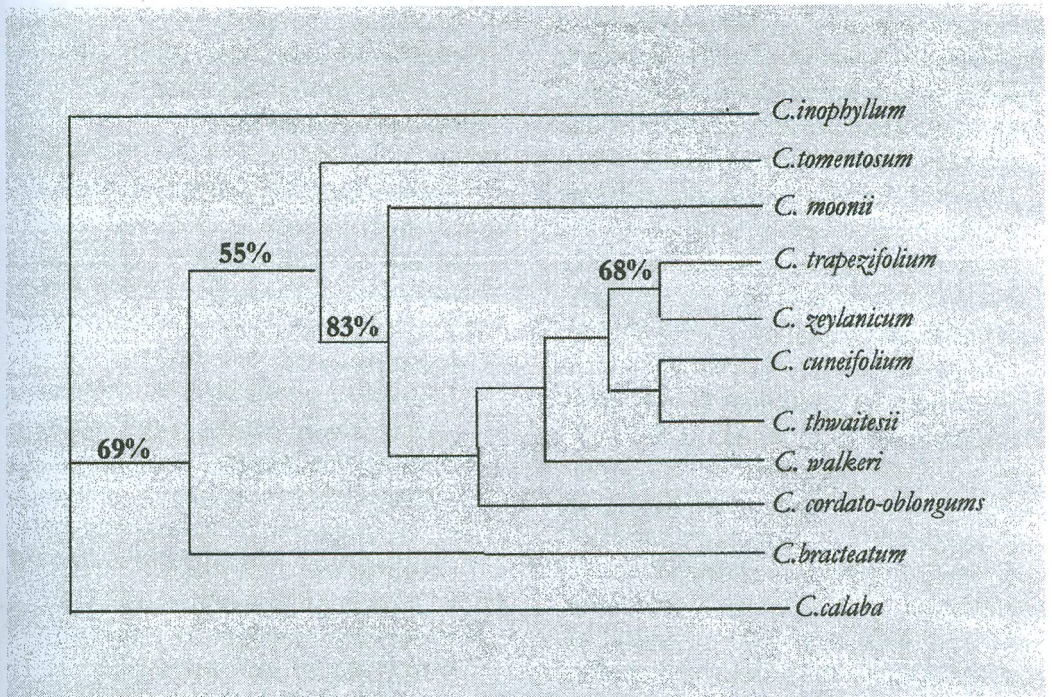 C.inophyllum
C.tomentosum
C. moonii
55%
C. trapezifolium
68%
C. zeylanicum
83%
C. cuneifolium
C. thwaitesii
69%
C. walkeri
C. cordato-oblongums
C.bracteatum
C.calaba